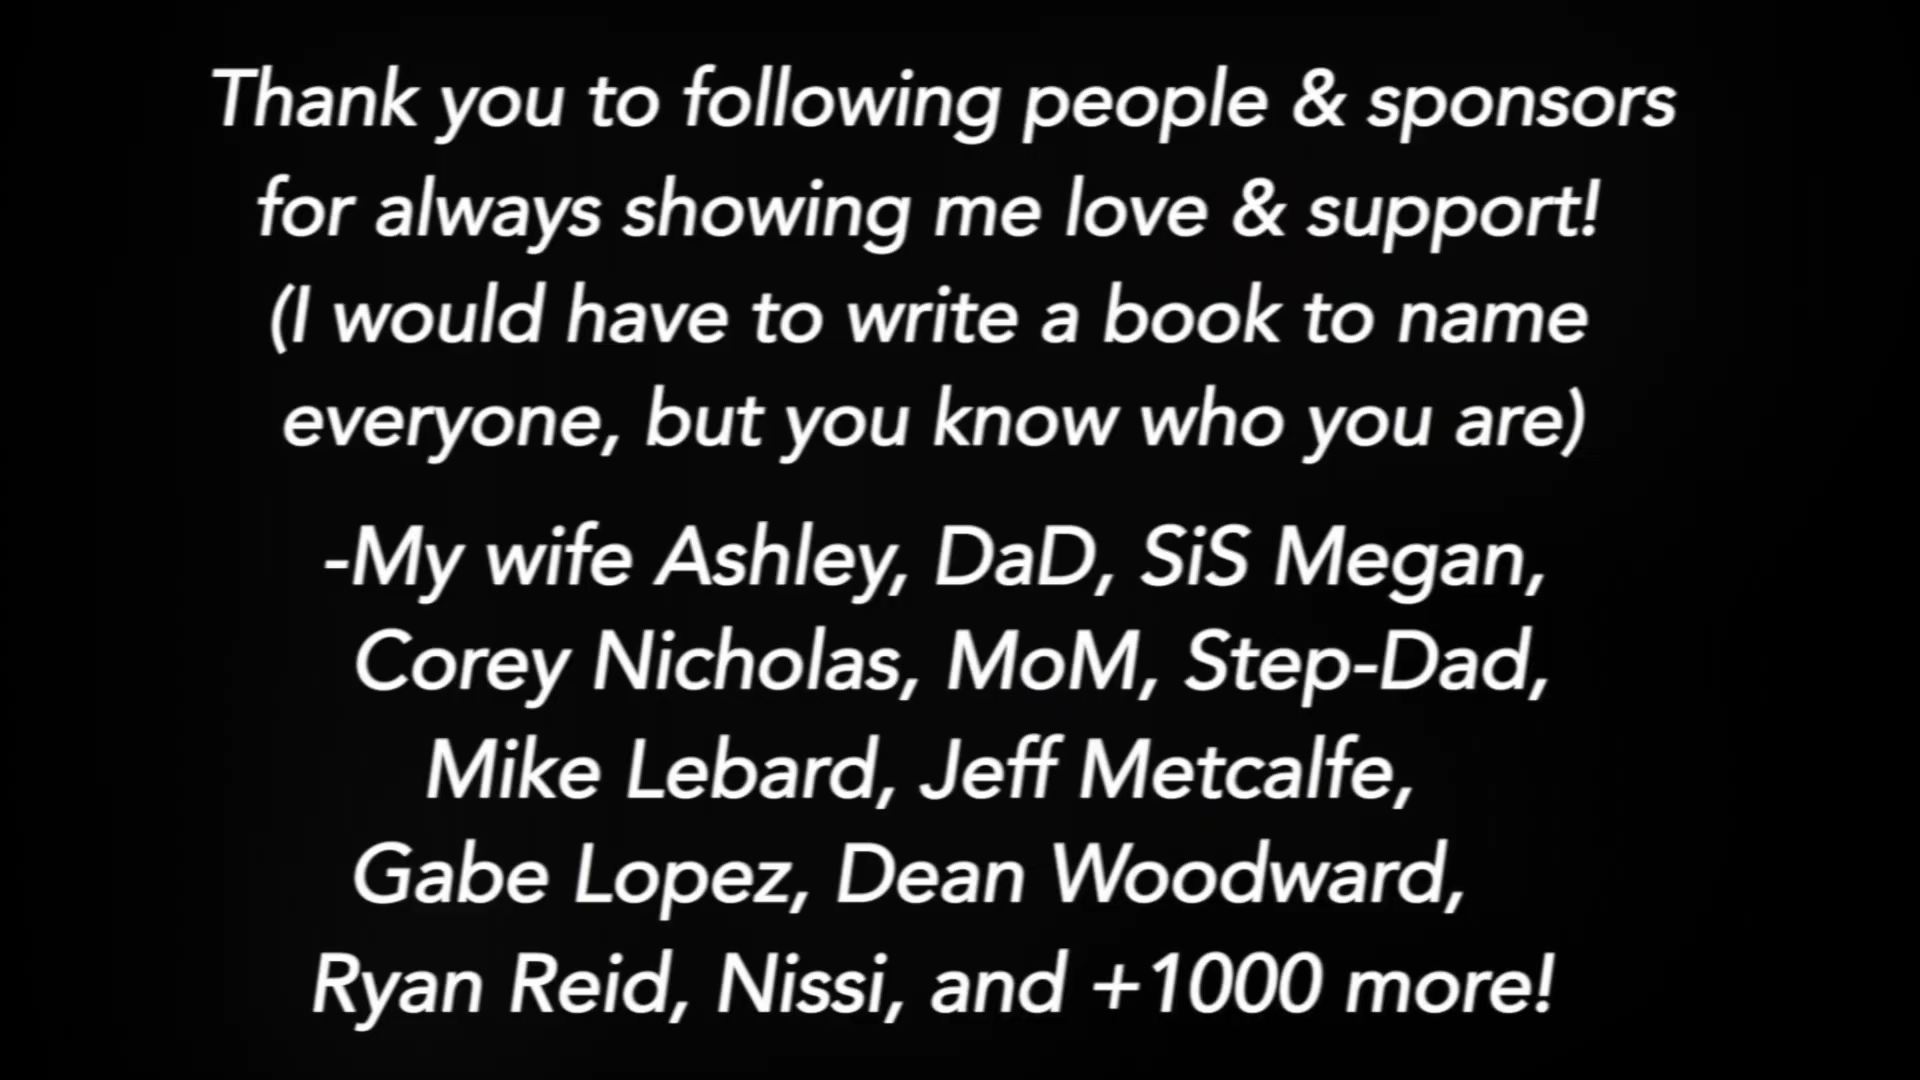 Thank you to following people & sponsors
for always showing me love & support!
(I would have to write a book to name
everyone, but you know who you are)
-My wife Ashley, DaD, SiS Megan,
Corey Nicholas, MoM, Step-Dad,
Mike Lebard, Jeff Metcalfe,
Gabe Lopez, Dean Woodward,
Ryan Reid, Nissi, and +1000 more!